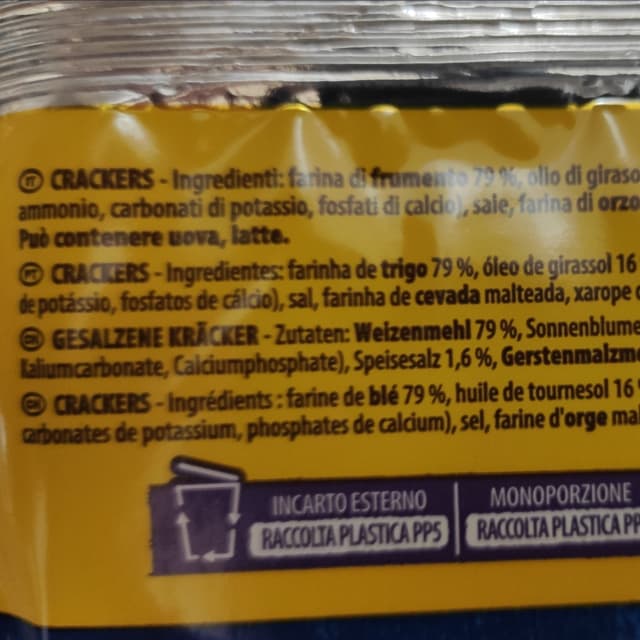 IT CRACKERS - Ingredienti: farina di frumento 79 %, olio di giraso
ammonio, carbonati di potassio, fosfati di calcio), sale, farina di orzo
Può contenere uova, latte.
PT CRACKERS - Ingredientes: farinha de trigo 79 %, óleo de girassol 16
de potássio, fosfatos de cálcio), sal, farinha de cevada malteada, xarope
GESALZENE KRÄCKER - Zutaten: Weizenmehl 79 %, Sonnenblume
Kaliumcarbonate, Calciumphosphate), Speisesalz 1,6 %, Gerstenmalzme
CRACKERS - Ingrédients : farine de blé 79 %, huile de tournesol 16
carbonates de potassium, phosphates de calcium), sel, farine d'orge mal
INCARTO ESTERNO
RACCOLTA PLASTICA PP5
MONOPORZIONE
RACCOLTA PLASTICA PP